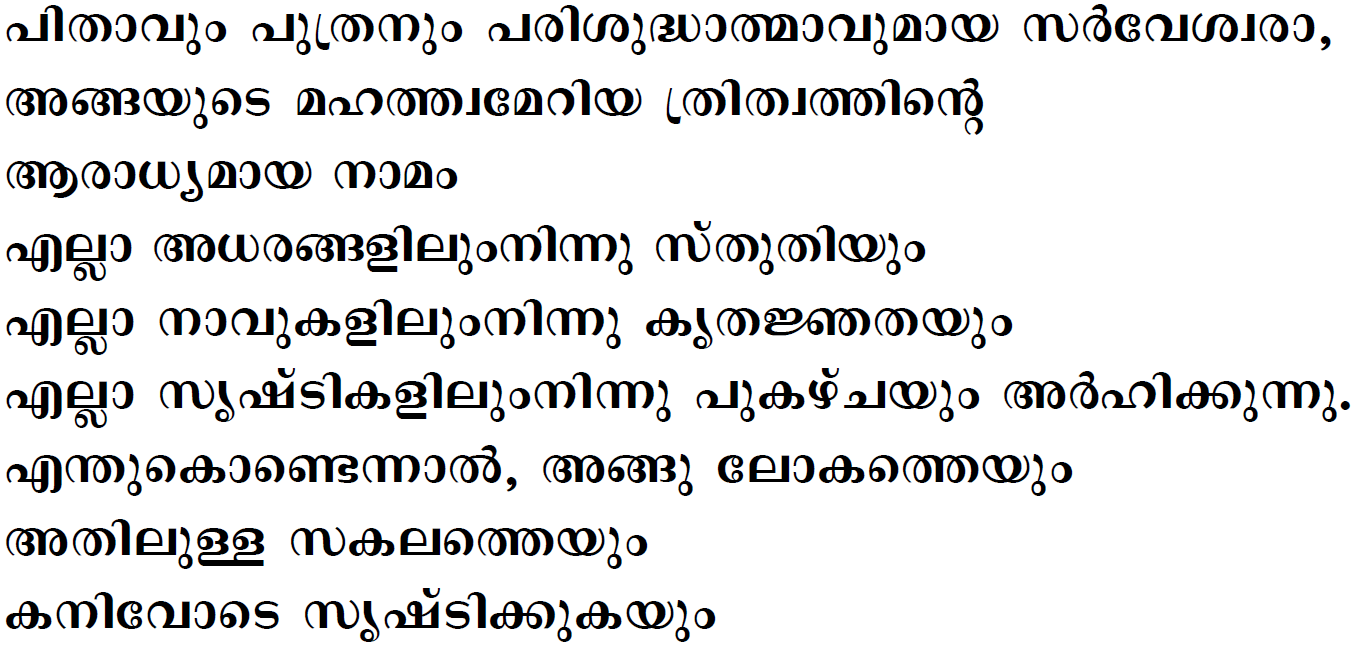 പിതാവും പുത്രനും പരിശുദ്ധാത്മാവുമായ സർവേശ്വരാ,
അങ്ങയുടെ മഹത്ത്വമേറിയ ത്രിത്വത്തിന്റെ
ആരാധ്യമായ നാമം
എല്ലാ അധരങ്ങളിലുംനിന്നു സ്തുതിയും
എല്ലാ നാവുകളിലുംനിന്നു കൃതജ്ഞതയും
എല്ലാ സൃഷ്ടികളിലുംനിന്നു പുകഴ്ചയും അർഹിക്കുന്നു.
എന്തുകൊണ്ടെന്നാൽ, അങ്ങു ലോകത്തെയും
അതിലുള്ള സകലത്തെയും
കനിവോടെ സൃഷ്ടിക്കുകയും